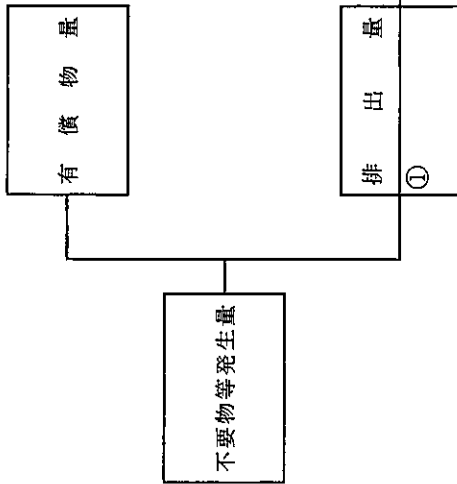 不要物等発生量
有償物量
排出量
①